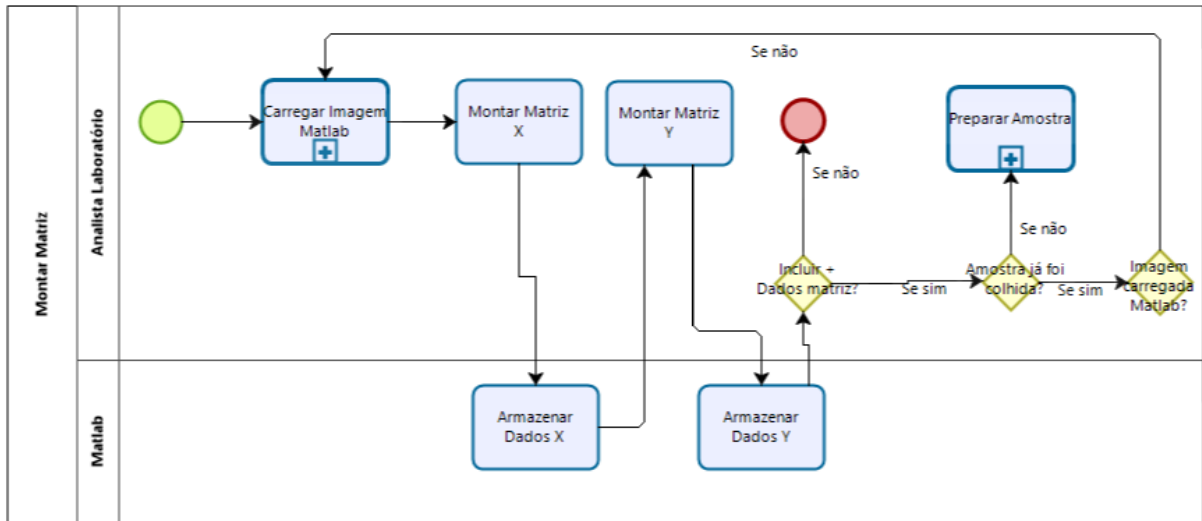 Montar Matriz
Analista Laboratório
Matlab
Se não
Carregar Imagem
Matlab
Montar Matriz
X
Montar Matriz
Y
Preparar Amostra
Se não
Se não
Incluir +
Dados matriz?
Se sim
Amostra já foi
colhida?
Se sim
Imagem
carregada
Matlab?
Armazenar
Dados X
Armazenar
Dados Y